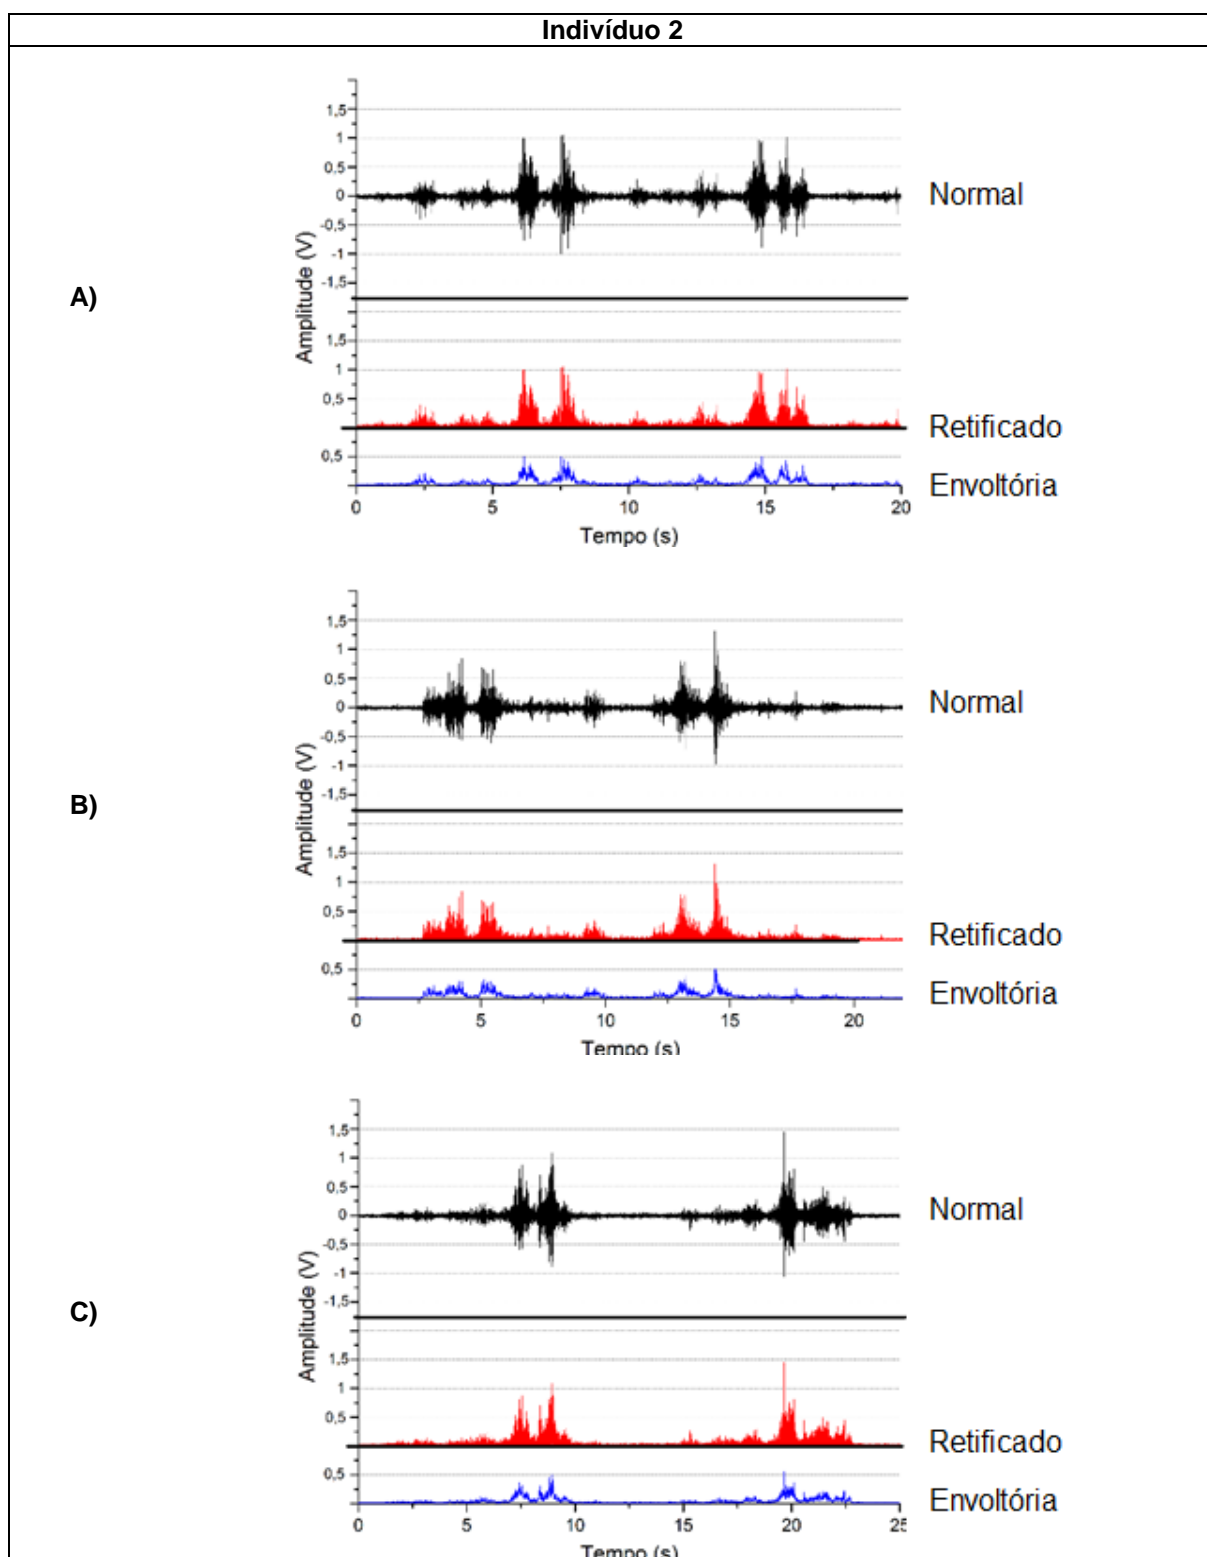 Indivíduo 2
A)
Amplitude (V)
1,5
1
0,5
0
-0,5
-1
-1,5
Normal
1,5
1
0,5
Retificado
0,5
Envoltória
0 5 10 15 20
Tempo (s)
B)
Amplitude (V)
1,5
1
0,5
0
-0,5
-1
-1,5
Normal
1,5
1
0,5
Retificado
0,5
Envoltória
0 5 10 15 20
Tempo (s)
C)
Amplitude (V)
1,5
1
0,5
0
-0,5
-1
-1,5
Normal
1,5
1
0,5
Retificado
0,5
Envoltória
0 5 10 15 20 25
Tempo (s)